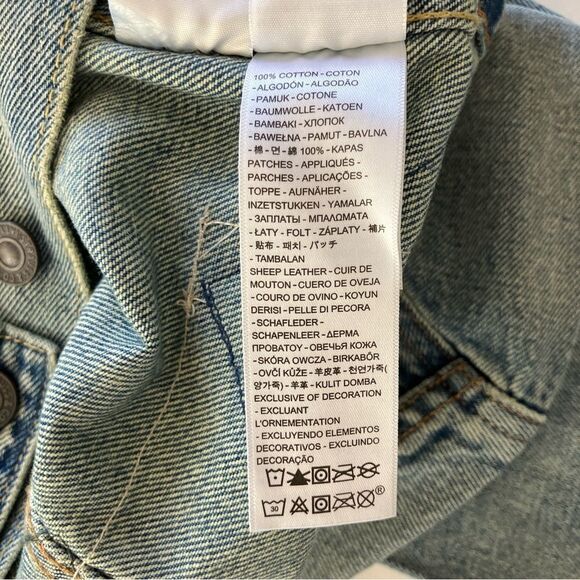 100% COTTON - COTON
- ALGODÓN - ALGODÃO
- PAMUK - COTONE
- BAUMWOLLE - KATOEN
- BAMBAKI - ХЛОПОК
- BAWEŁNA - PAMUT - BAVLNA
- 棉 - 면 - 綿 100% - KAPAS
PATCHES - APPLIQUÉS -
PARCHES - APLICAÇÕES -
TOPPE - AUFNÄHER -
INZETSTUKKEN - YAMALAR
- ЗАПЛАТЫ - ΜΠΑΛΩΜΑΤΑ
- ŁATY - FOLT - ZÁPLATY - 補片
- 貼布 - 패치 - パッチ
- TAMBALAN
SHEEP LEATHER - CUIR DE
MOUTON - CUERO DE OVEJA
- COURO DE OVINO - KOYUN
DERISI - PELLE DI PECORA
- SCHAFLEDER -
SCHAPENLEER - ΔΕΡΜΑ
ΠΡΟΒΑΤΟΥ - ОВЕЧЬЯ КОЖА
- SKÓRA OWCZA - BIRKABŐR
- OVČÍ KŮŽE - 羊皮革 - 천연가죽(
양가죽) - 羊革 - KULIT DOMBA
EXCLUSIVE OF DECORATION
- EXCLUANT
L'ORNEMENTATION
- EXCLUYENDO ELEMENTOS
DECORATIVOS - EXCLUINDO
DECORAÇÃO
30 ®